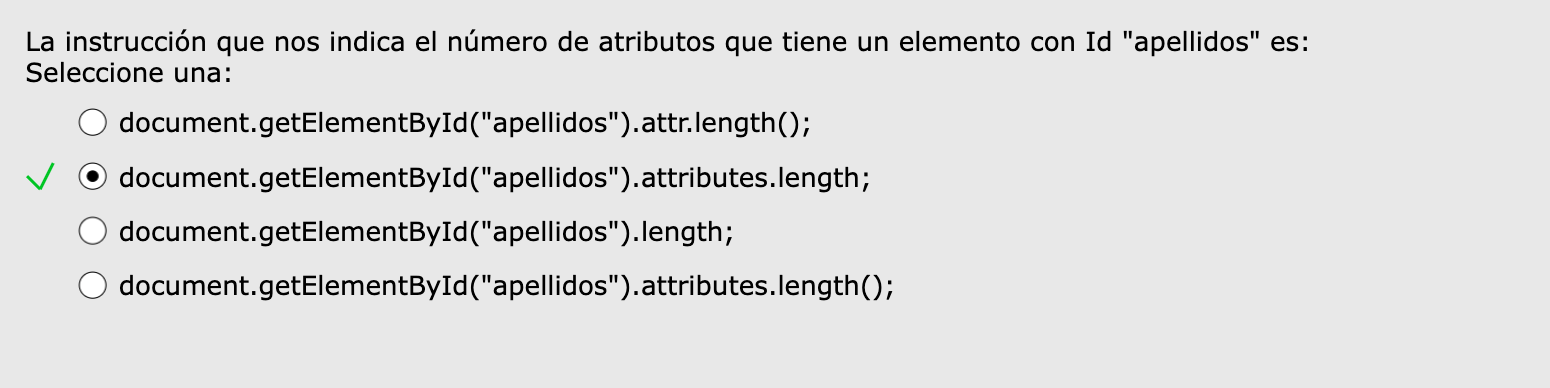 La instrucción que nos indica el número de atributos que tiene un elemento con Id "apellidos" es:
Seleccione una:
document.getElementById("apellidos").attr.length();
document.getElementById("apellidos").attributes.length;
document.getElementById("apellidos").length;
document.getElementById("apellidos").attributes.length();